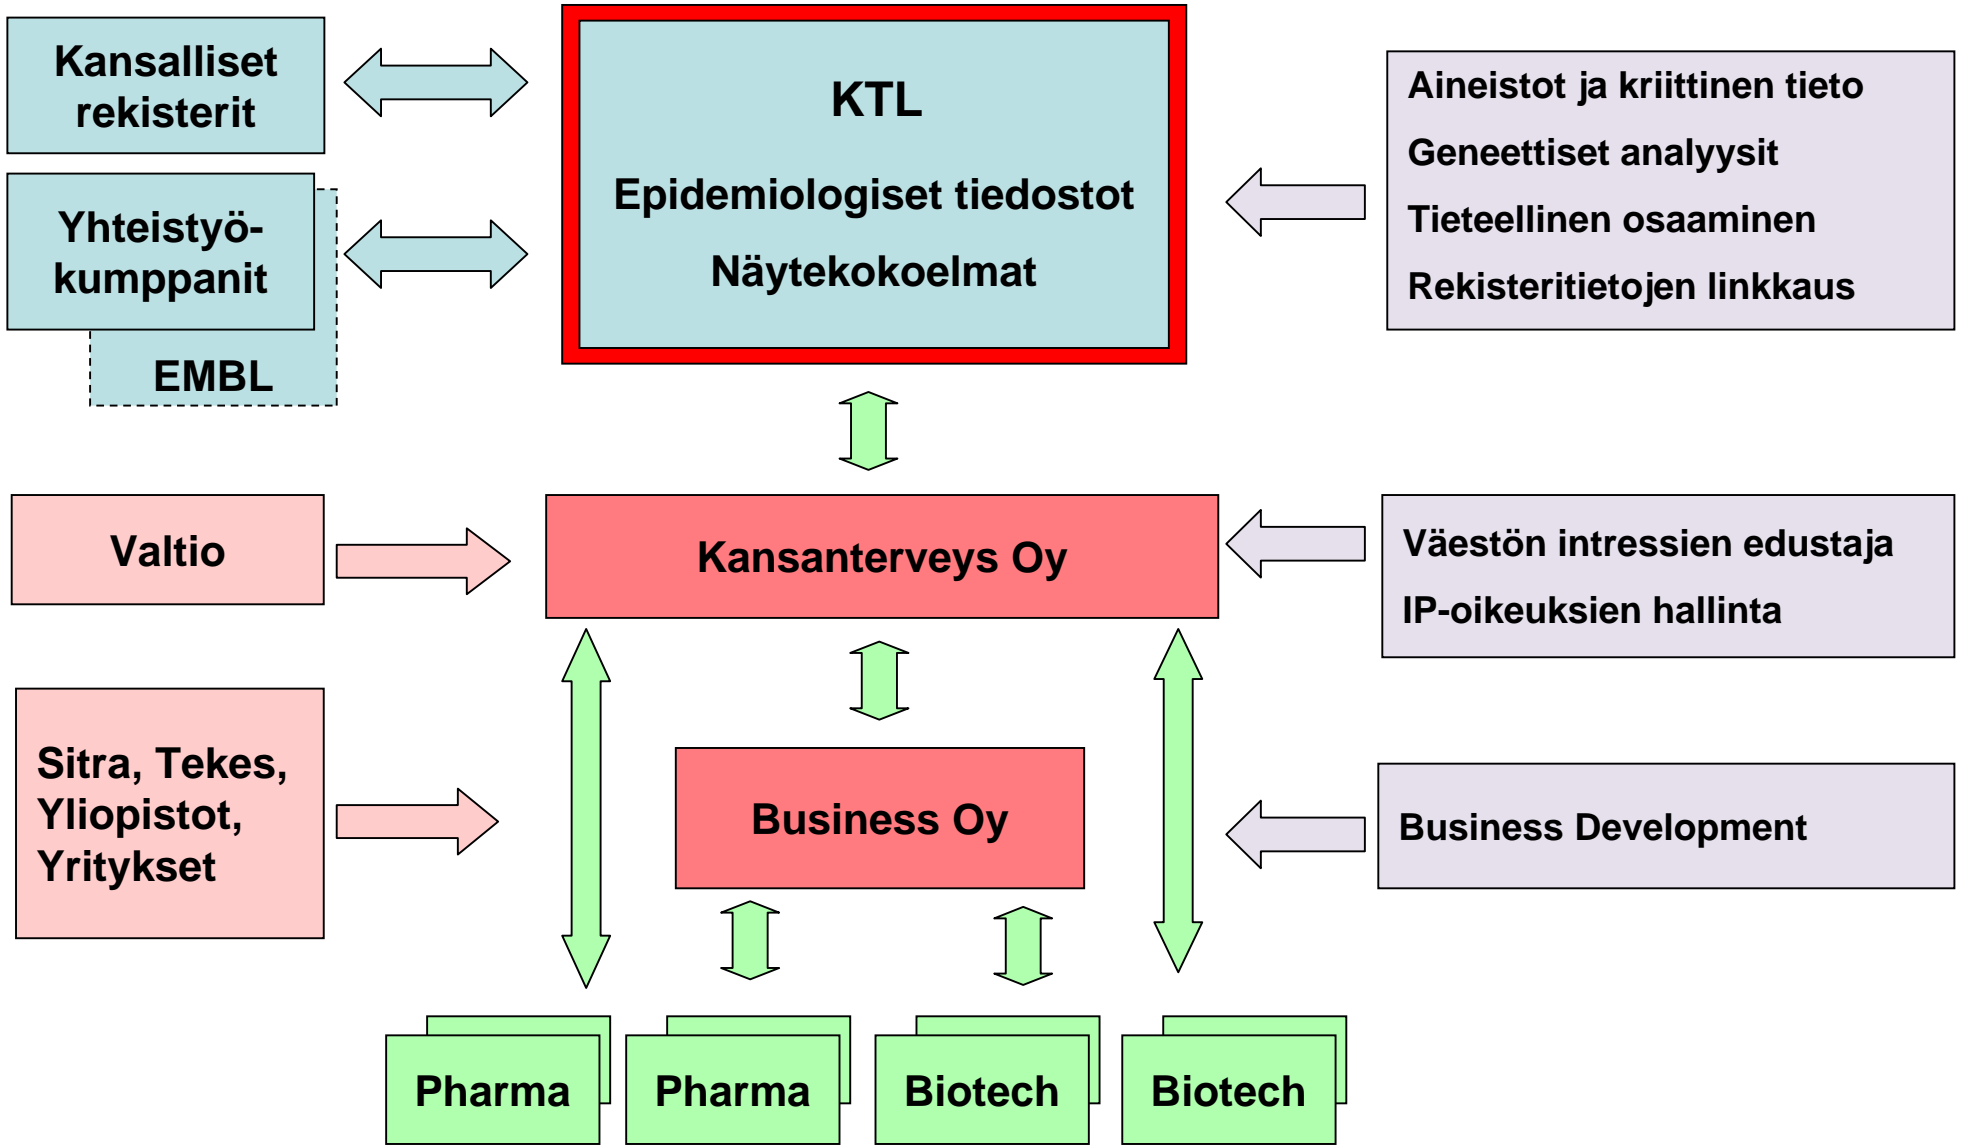 Kansalliset
rekisterit
KTL
Epidemiologiset tiedostot
Näytekokoelmat
Aineistot ja kriittinen tieto
Geneettiset analyysit
Tieteellinen osaaminen
Rekisteritietojen linkkaus
Yhteistyö-
kumppanit
EMBL
Valtio
Kansanterveys Oy
Väestön intressien edustaja
IP-oikeuksien hallinta
Sitra, Tekes,
Yliopistot,
Yritykset
Business Oy
Business Development
Pharma
Pharma
Biotech
Biotech